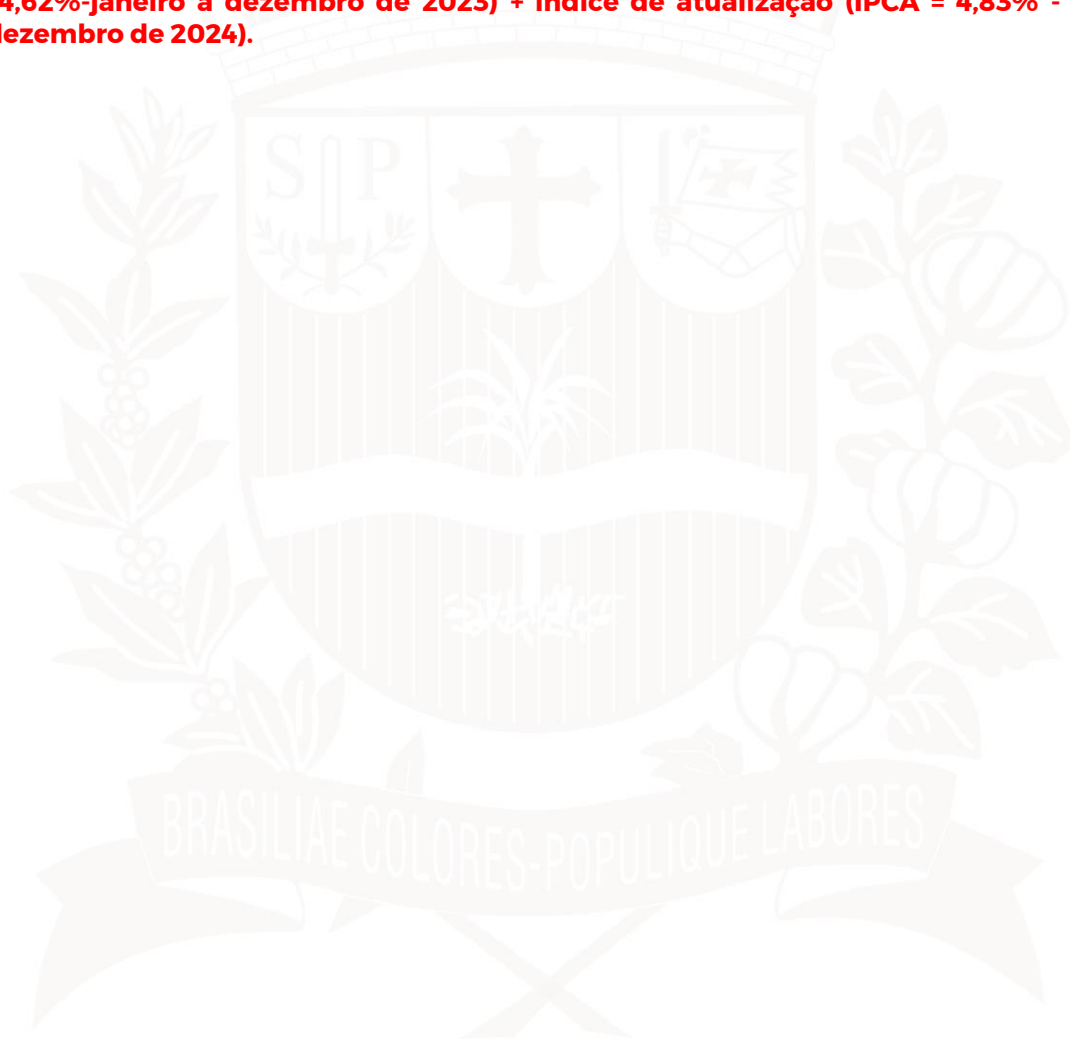 4,62%-janeiro a dezembro de 2023) + índice de atualização (IPCA = 4,83% -
dezembro de 2024).
S P
BRASILIAE COLORES-POPULIQUE LABORES